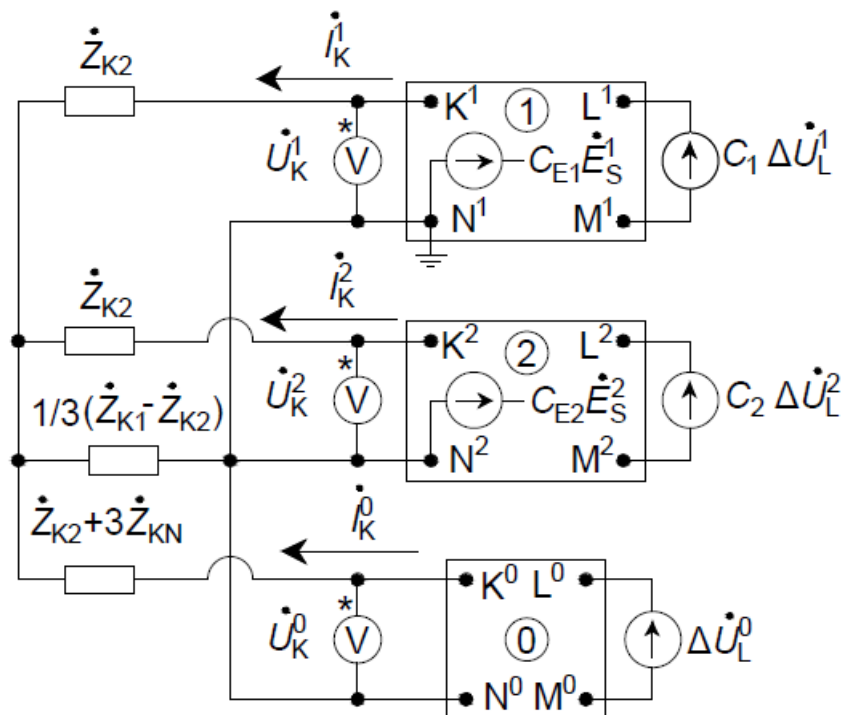 Ż_K2
İ_K^1
* V
U̇_K^1
K^1 ① L^1
C_E1 Ė_S^1
N^1 M^1
C_1 ΔU̇_L^1
Ż_K2
İ_K^2
* V
U̇_K^2
K^2 ② L^2
C_E2 Ė_S^2
N^2 M^2
C_2 ΔU̇_L^2
1/3(Ż_K1-Ż_K2)
Ż_K2+3Ż_KN
İ_K^0
* V
U̇_K^0
K^0 L^0
⓪
N^0 M^0
ΔU̇_L^0